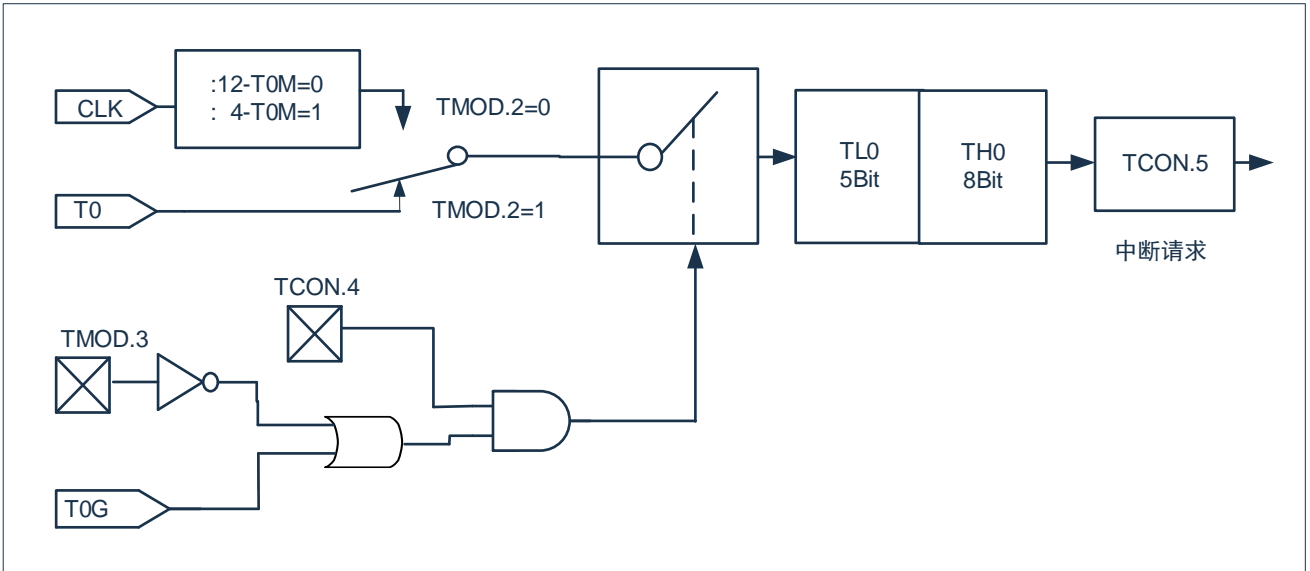 :12-T0M=0
: 4-T0M=1
CLK
TMOD.2=0
T0
TMOD.2=1
TL0
5Bit
TH0
8Bit
TCON.5
中断请求
TCON.4
TMOD.3
T0G